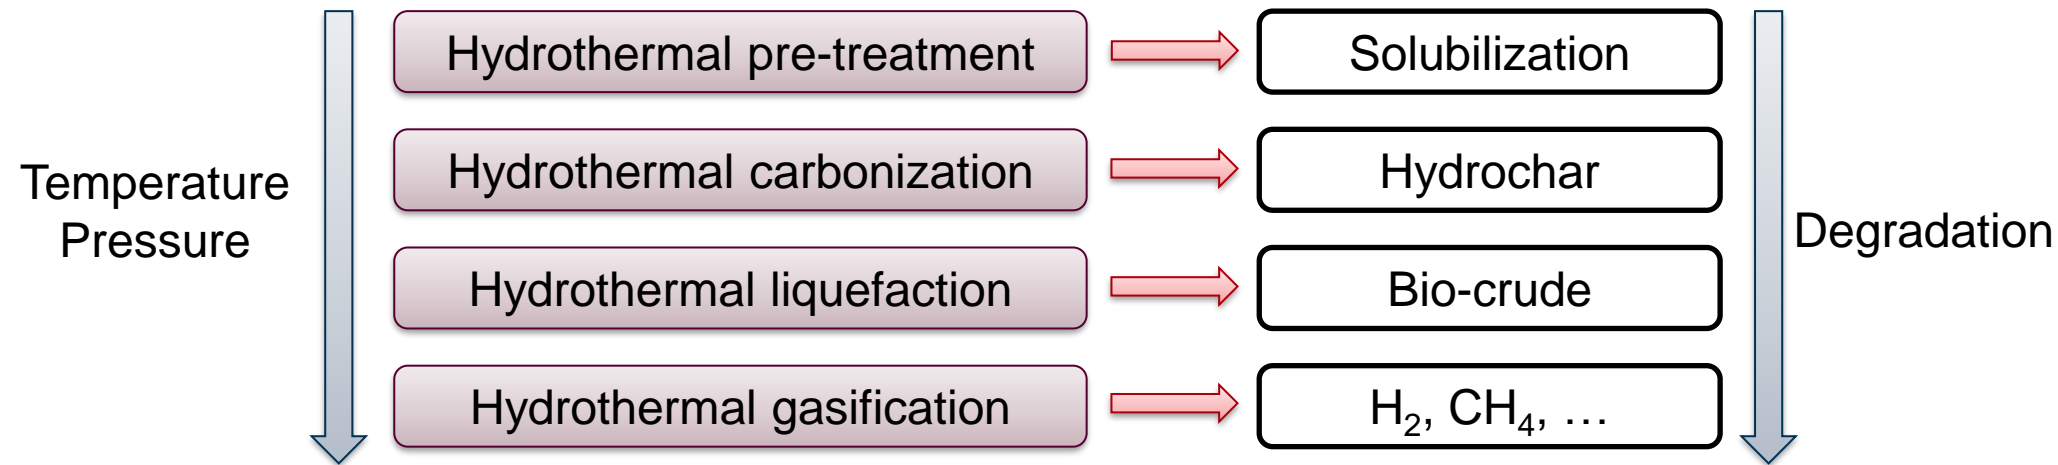 Temperature
Pressure
Hydrothermal pre-treatment
Solubilization
Hydrothermal carbonization
Hydrochar
Hydrothermal liquefaction
Bio-crude
Hydrothermal gasification
H₂, CH₄, …
Degradation